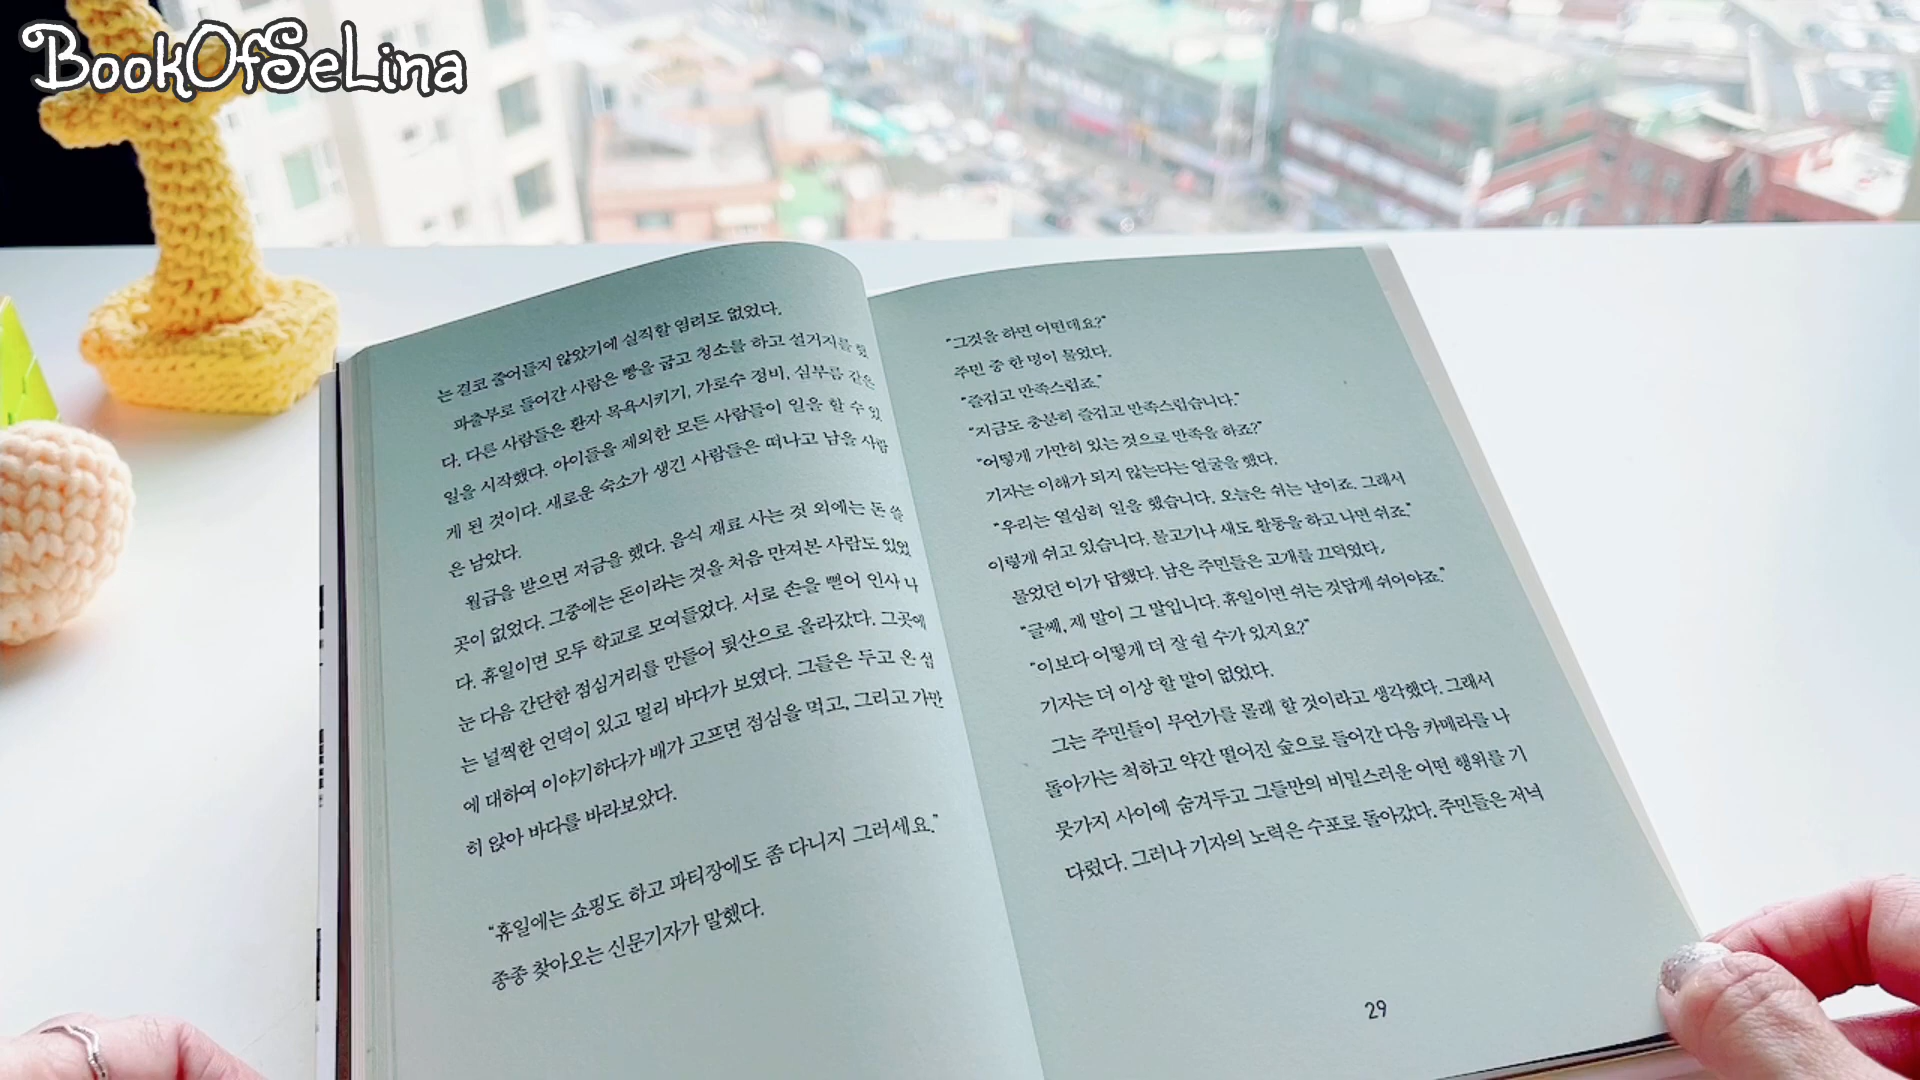 BookOfSeLina
는 결코 줄어들지 않았기에 실직할 염려도 없었다.
파출부로 들어간 사람은 빵을 굽고 청소를 하고 설거지를 했
다. 다른 사람들은 환자 목욕시키기, 가로수 정비, 심부름 같은
일을 시작했다. 아이들을 제외한 모든 사람들이 일을 할 수 있
게 된 것이다. 새로운 숙소가 생긴 사람들은 떠나고 남을 사람
은 남았다.
월급을 받으면 저금을 했다. 음식 재료 사는 것 외에는 돈 쓸
곳이 없었다. 그중에는 돈이라는 것을 처음 만져본 사람도 있었
다. 휴일이면 모두 학교로 모여들었다. 서로 손을 뻗어 인사 나
눈 다음 간단한 점심거리를 만들어 뒷산으로 올라갔다. 그곳에
는 널찍한 언덕이 있고 멀리 바다가 보였다. 그들은 두고 온 섬
에 대하여 이야기하다가 배가 고프면 점심을 먹고, 그리고 가만
히 앉아 바다를 바라보았다.
“휴일에는 쇼핑도 하고 파티장에도 좀 다니지 그러세요.”
종종 찾아오는 신문기자가 말했다.
“그것을 하면 어떤데요?”
주민 중 한 명이 물었다.
“즐겁고 만족스럽죠.”
“지금도 충분히 즐겁고 만족스럽습니다.”
“어떻게 가만히 있는 것으로 만족을 하죠?”
기자는 이해가 되지 않는다는 얼굴을 했다.
“우리는 열심히 일을 했습니다. 오늘은 쉬는 날이죠. 그래서
이렇게 쉬고 있습니다. 물고기나 새도 활동을 하고 나면 쉬죠.”
물었던 이가 답했다. 남은 주민들은 고개를 끄덕였다.
“글쎄, 제 말이 그 말입니다. 휴일이면 쉬는 것답게 쉬어야죠.”
“이보다 어떻게 더 잘 쉴 수가 있지요?”
기자는 더 이상 할 말이 없었다.
그는 주민들이 무언가를 몰래 할 것이라고 생각했다. 그래서
돌아가는 척하고 약간 떨어진 숲으로 들어간 다음 카메라를 나
뭇가지 사이에 숨겨두고 그들만의 비밀스러운 어떤 행위를 기
다렸다. 그러나 기자의 노력은 수포로 돌아갔다. 주민들은 저녁
29